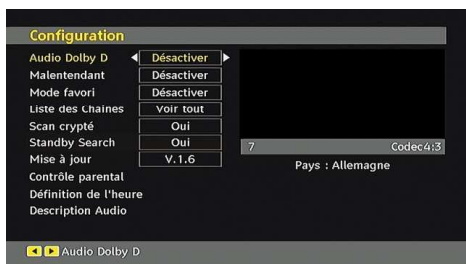 Configuration
Audio Dolby D Désactiver
Malentendant Désactiver
Mode favori Désactiver
Liste des Chaines Voir tout
Scan crypté Oui
Standby Search Oui
Mise à jour V.1.6
Contrôle parental
Définition de l'heure
Description Audio
7 Codec4:3
Pays : Allemagne
Audio Dolby D